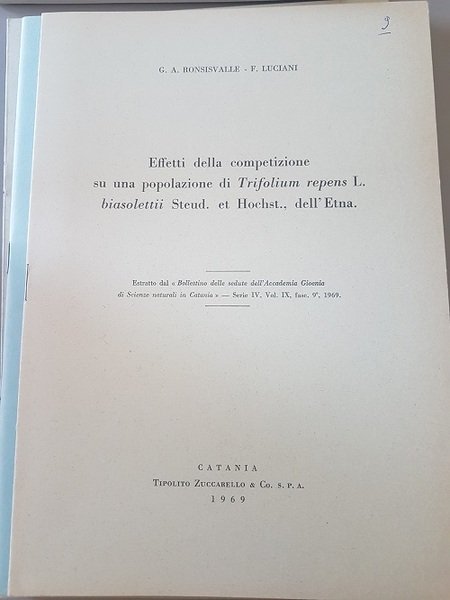 9
G. A. RONSISVALLE - F. LUCIANI
Effetti della competizione
su una popolazione di Trifolium repens L.
biasolettii Steud. et Hochst., dell'Etna.
Estratto dal « Bollettino delle sedute dell'Accademia Gioenia
di Scienze naturali in Catania » — Serie IV, Vol. IX, fasc. 9°, 1969.
CATANIA
TIPOLITO ZUCCARELLO & CO. S. P. A.
1969